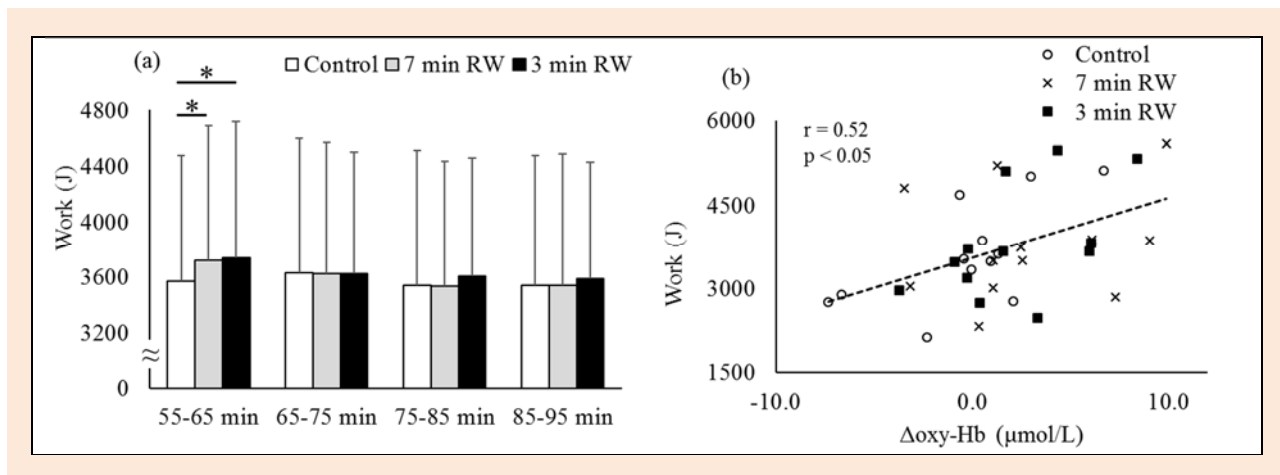 (a)
Control 7 min RW 3 min RW
*
*
Work (J)
4800
4400
4000
3600
3200
≈
0
55-65 min 65-75 min 75-85 min 85-95 min
(b)
Control
7 min RW
3 min RW
r = 0.52
p < 0.05
Work (J)
6000
4500
3000
1500
-10.0 0.0 10.0
Δoxy-Hb (μmol/L)